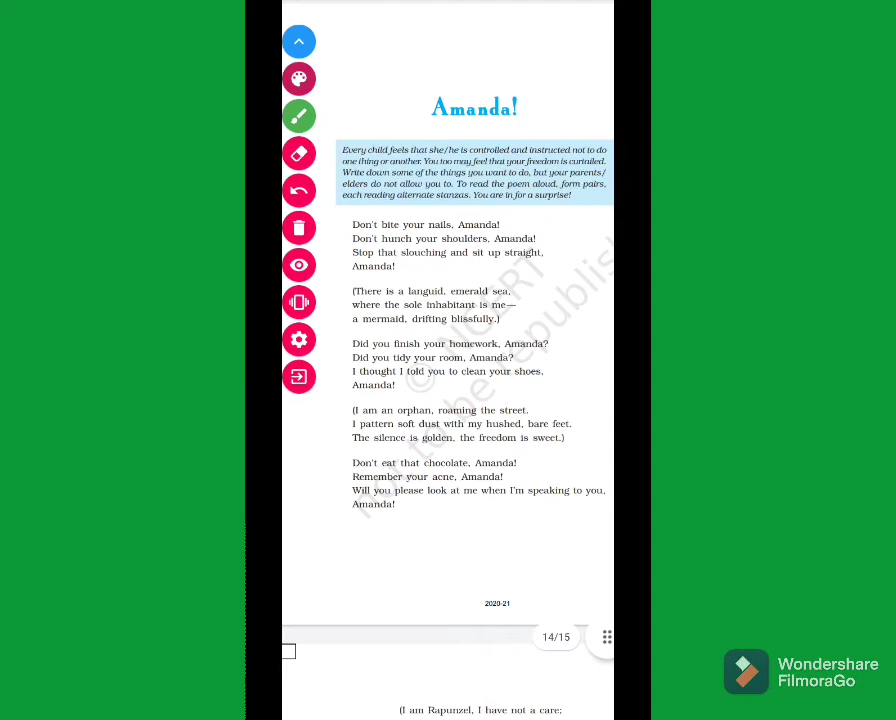 Amanda!
Every child feels that she/he is controlled and instructed not to do
one thing or another. You too may feel that your freedom is curtailed.
Write down some of the things you want to do, but your parents/
elders do not allow you to. To read the poem aloud, form pairs,
each reading alternate stanzas. You are in for a surprise!
Don't bite your nails, Amanda!
Don't hunch your shoulders, Amanda!
Stop that slouching and sit up straight,
Amanda!
(There is a languid, emerald sea,
where the sole inhabitant is me—
a mermaid, drifting blissfully.)
Did you finish your homework, Amanda?
Did you tidy your room, Amanda?
I thought I told you to clean your shoes,
Amanda!
(I am an orphan, roaming the street.
I pattern soft dust with my hushed, bare feet.
The silence is golden, the freedom is sweet.)
Don't eat that chocolate, Amanda!
Remember your acne, Amanda!
Will you please look at me when I'm speaking to you,
Amanda!
© NCERT
not to be republish
2020-21
14/15
(I am Rapunzel, I have not a care;
Wondershare
FilmoraGo